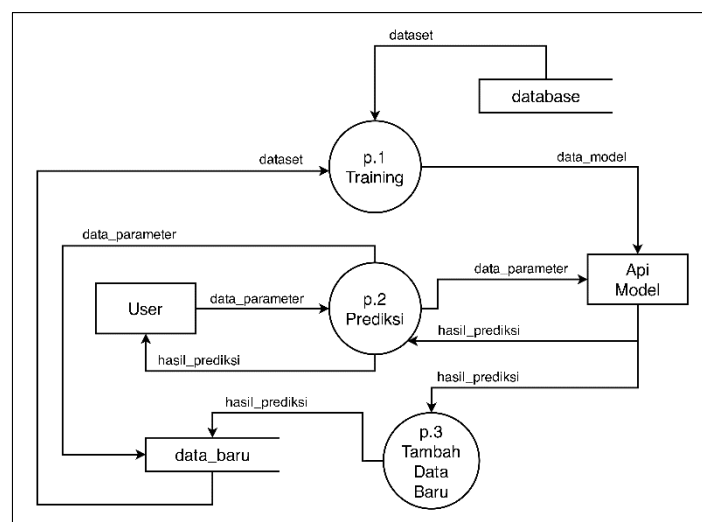 dataset
database
p.1
Training
dataset
data_model
data_parameter
Api
Model
data_parameter
data_parameter
User
p.2
Prediksi
hasil_prediksi
hasil_prediksi
hasil_prediksi
hasil_prediksi
p.3
Tambah
Data
Baru
data_baru